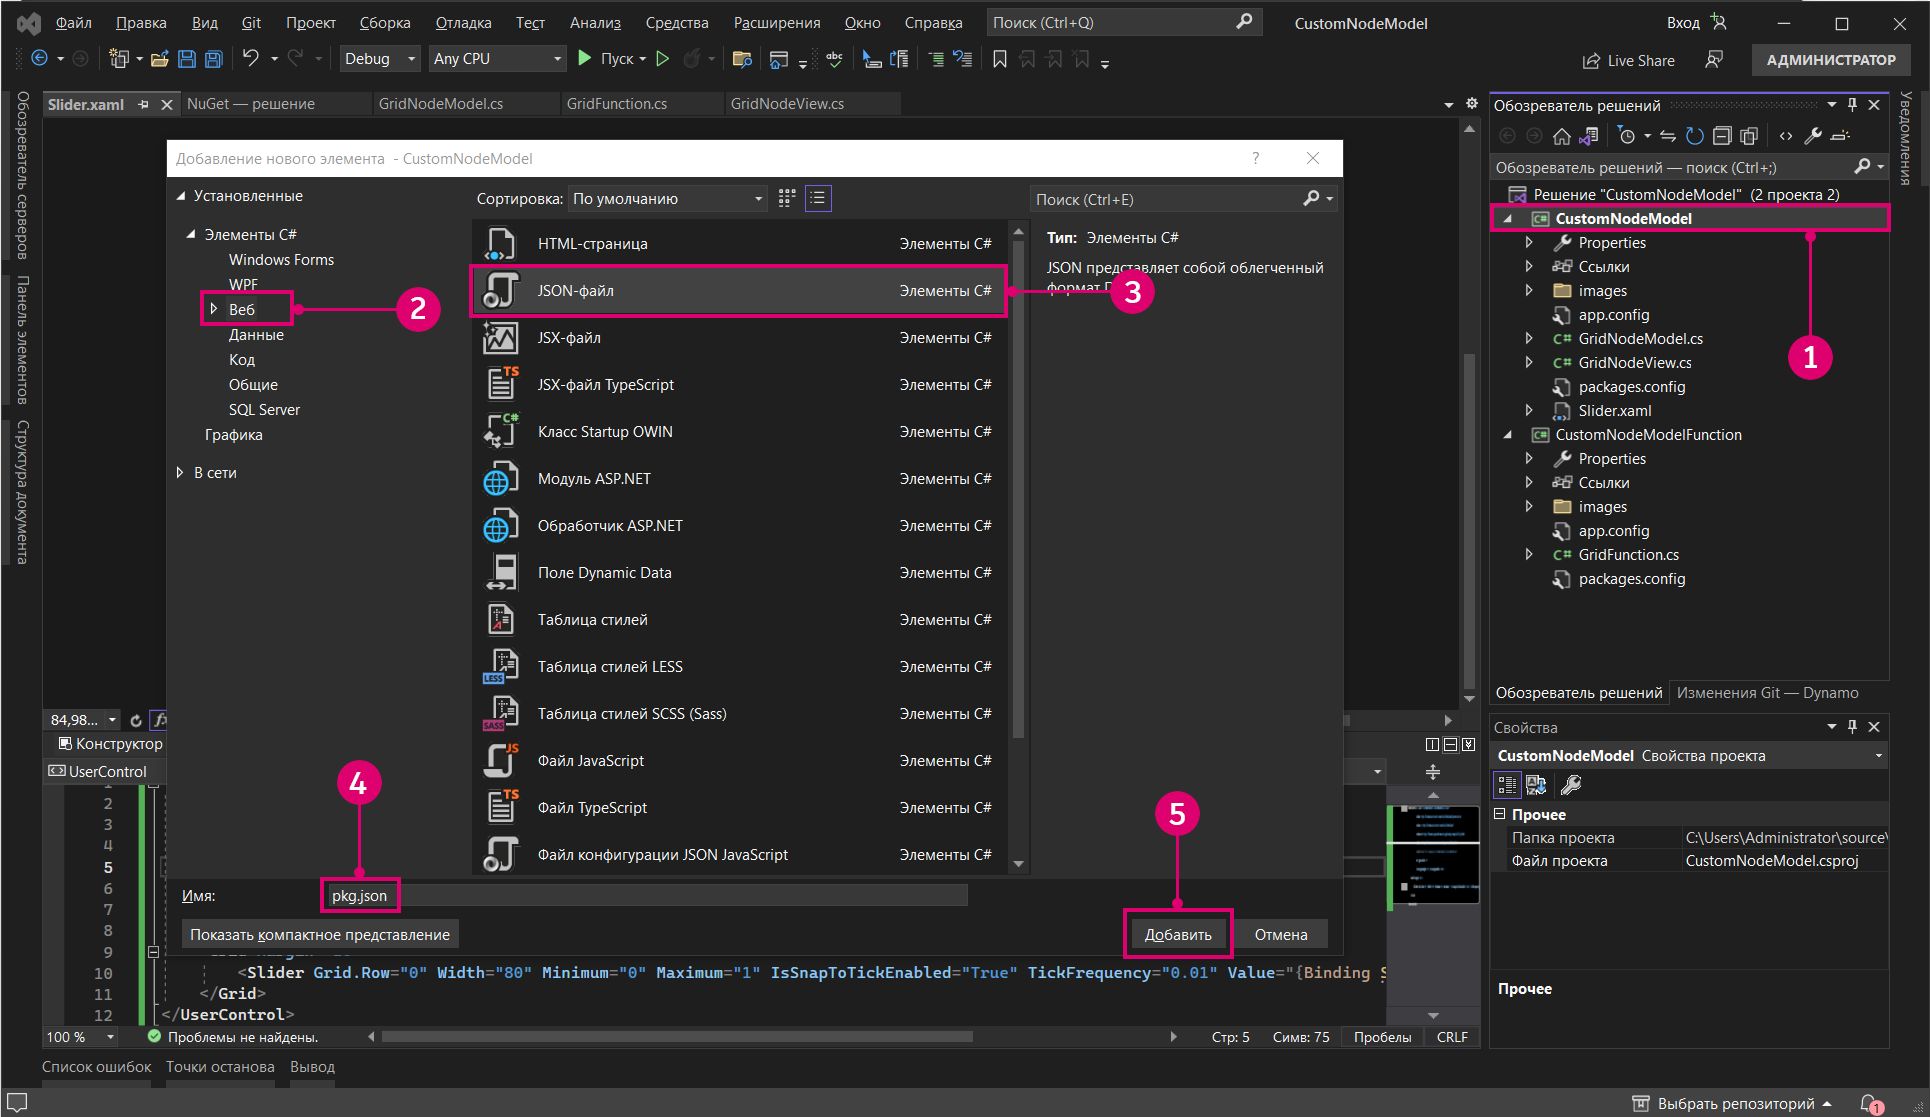 Файл Правка Вид Git Проект Сборка Отладка Тест Анализ Средства Расширения Окно Справка Поиск (Ctrl+Q) CustomNodeModel Вход
Debug Any CPU Пуск Live Share АДМИНИСТРАТОР
Slider.xaml NuGet — решение GridNodeModel.cs GridFunction.cs GridNodeView.cs
Обозреватель серверов
Панель элементов
Структура документа
Добавление нового элемента - CustomNodeModel ?
Установленные
Элементы C#
Windows Forms
WPF
Веб
Данные
Код
Общие
SQL Server
Графика
В сети
2
Сортировка: По умолчанию
HTML-страница Элементы C#
JSON-файл Элементы C#
JSX-файл Элементы C#
JSX-файл TypeScript Элементы C#
Класс Startup OWIN Элементы C#
Модуль ASP.NET Элементы C#
Обработчик ASP.NET Элементы C#
Поле Dynamic Data Элементы C#
Таблица стилей Элементы C#
Таблица стилей LESS Элементы C#
Таблица стилей SCSS (Sass) Элементы C#
Файл JavaScript Элементы C#
Файл TypeScript Элементы C#
Файл конфигурации JSON JavaScript Элементы C#
Поиск (Ctrl+E)
Тип: Элементы C#
JSON представляет собой облегченный
формат
3
4
5
Имя: pkg.json
Показать компактное представление Добавить Отмена
84,98...
Конструктор
UserControl
1
2
3
4
5
6
7
8
9
10 <Slider Grid.Row="0" Width="80" Minimum="0" Maximum="1" IsSnapToTickEnabled="True" TickFrequency="0.01" Value="{Binding S
11 </Grid>
12 </UserControl>
100 % Проблемы не найдены. Стр: 5 Симв: 75 Пробелы CRLF
Список ошибок Точки останова Вывод
Обозреватель решений
Обозреватель решений — поиск (Ctrl+;)
Решение "CustomNodeModel" (2 проекта 2)
CustomNodeModel
Properties
Ссылки
images
app.config
GridNodeModel.cs
GridNodeView.cs
packages.config
Slider.xaml
CustomNodeModelFunction
Properties
Ссылки
images
app.config
GridFunction.cs
packages.config
1
Обозреватель решений Изменения Git — Dynamo
Свойства
CustomNodeModel Свойства проекта
Прочее
Папка проекта C:\Users\Administrator\source\
Файл проекта CustomNodeModel.csproj
Прочее
Уведомления
Выбрать репозиторий 1